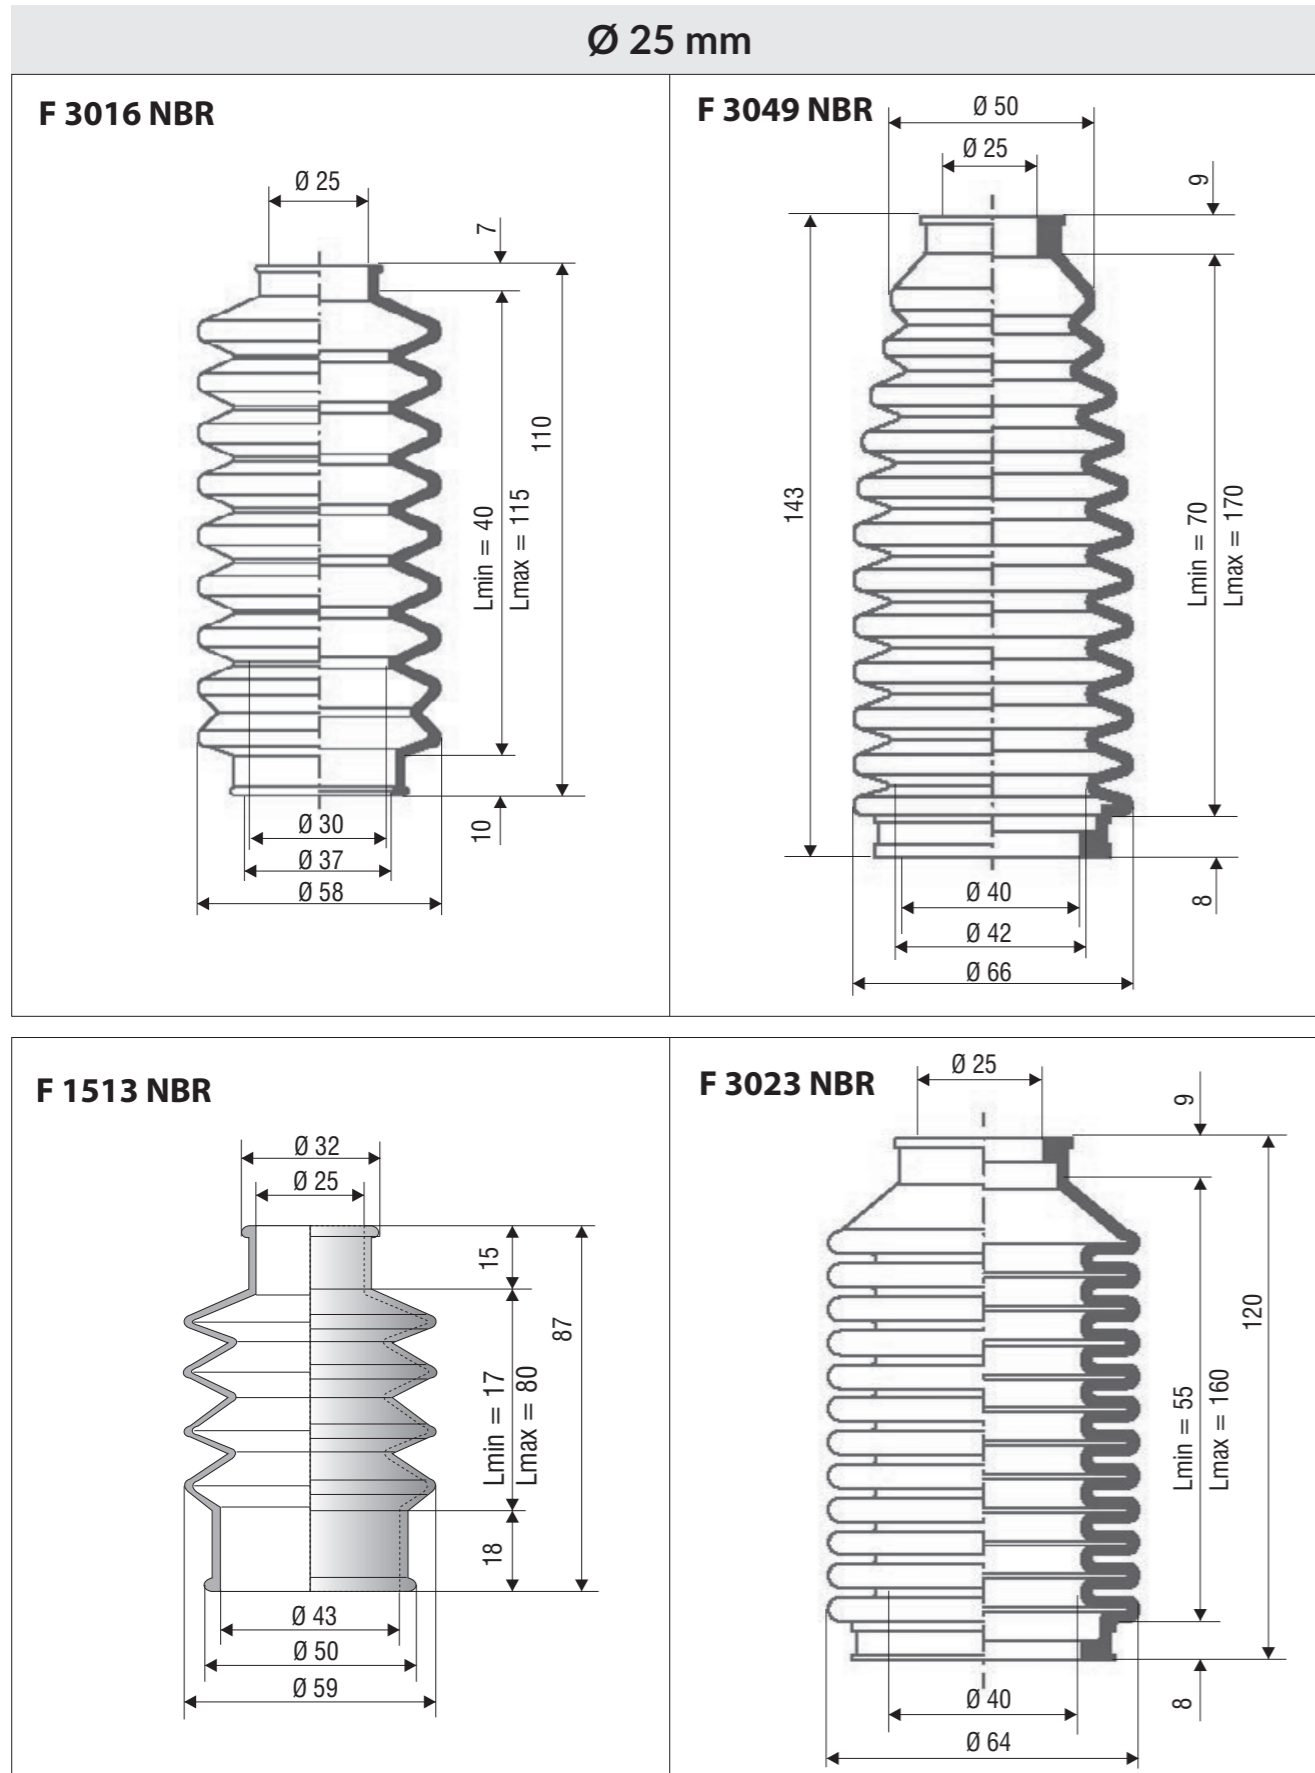 Ø 25 mm
F 3016 NBR
Ø 25
7
110
Lmin = 40
Lmax = 115
10
Ø 30
Ø 37
Ø 58
F 3049 NBR
Ø 50
Ø 25
9
143
Lmin = 70
Lmax = 170
8
Ø 40
Ø 42
Ø 66
F 1513 NBR
Ø 32
Ø 25
15
87
Lmin = 17
Lmax = 80
18
Ø 43
Ø 50
Ø 59
F 3023 NBR
Ø 25
9
120
Lmin = 55
Lmax = 160
8
Ø 40
Ø 64